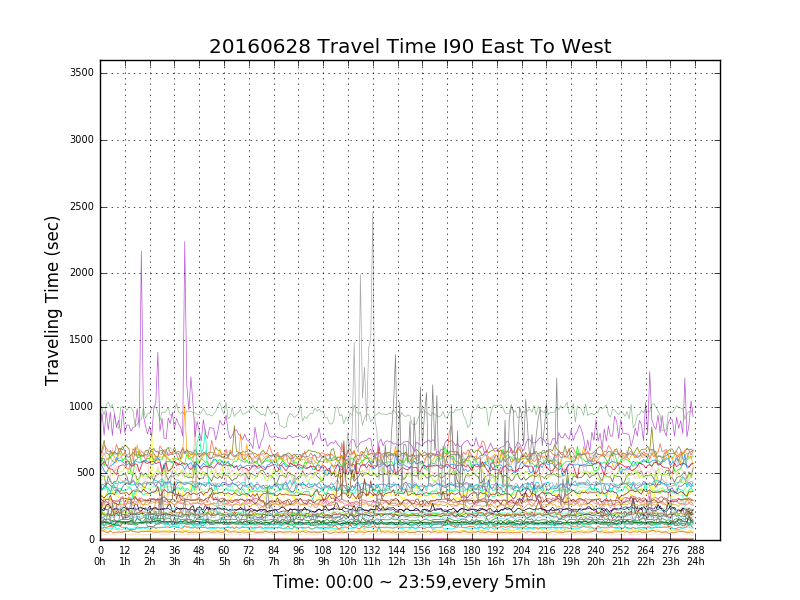 20160628 Travel Time I90 East To West
3500
3000
2500
2000
1500
1000
500
0
Traveling Time (sec)
0 12 24 36 48 60 72 84 96 108 120 132 144 156 168 180 192 204 216 228 240 252 264 276 288
0h 1h 2h 3h 4h 5h 6h 7h 8h 9h 10h 11h 12h 13h 14h 15h 16h 17h 18h 19h 20h 21h 22h 23h 24h
Time: 00:00 ~ 23:59,every 5min